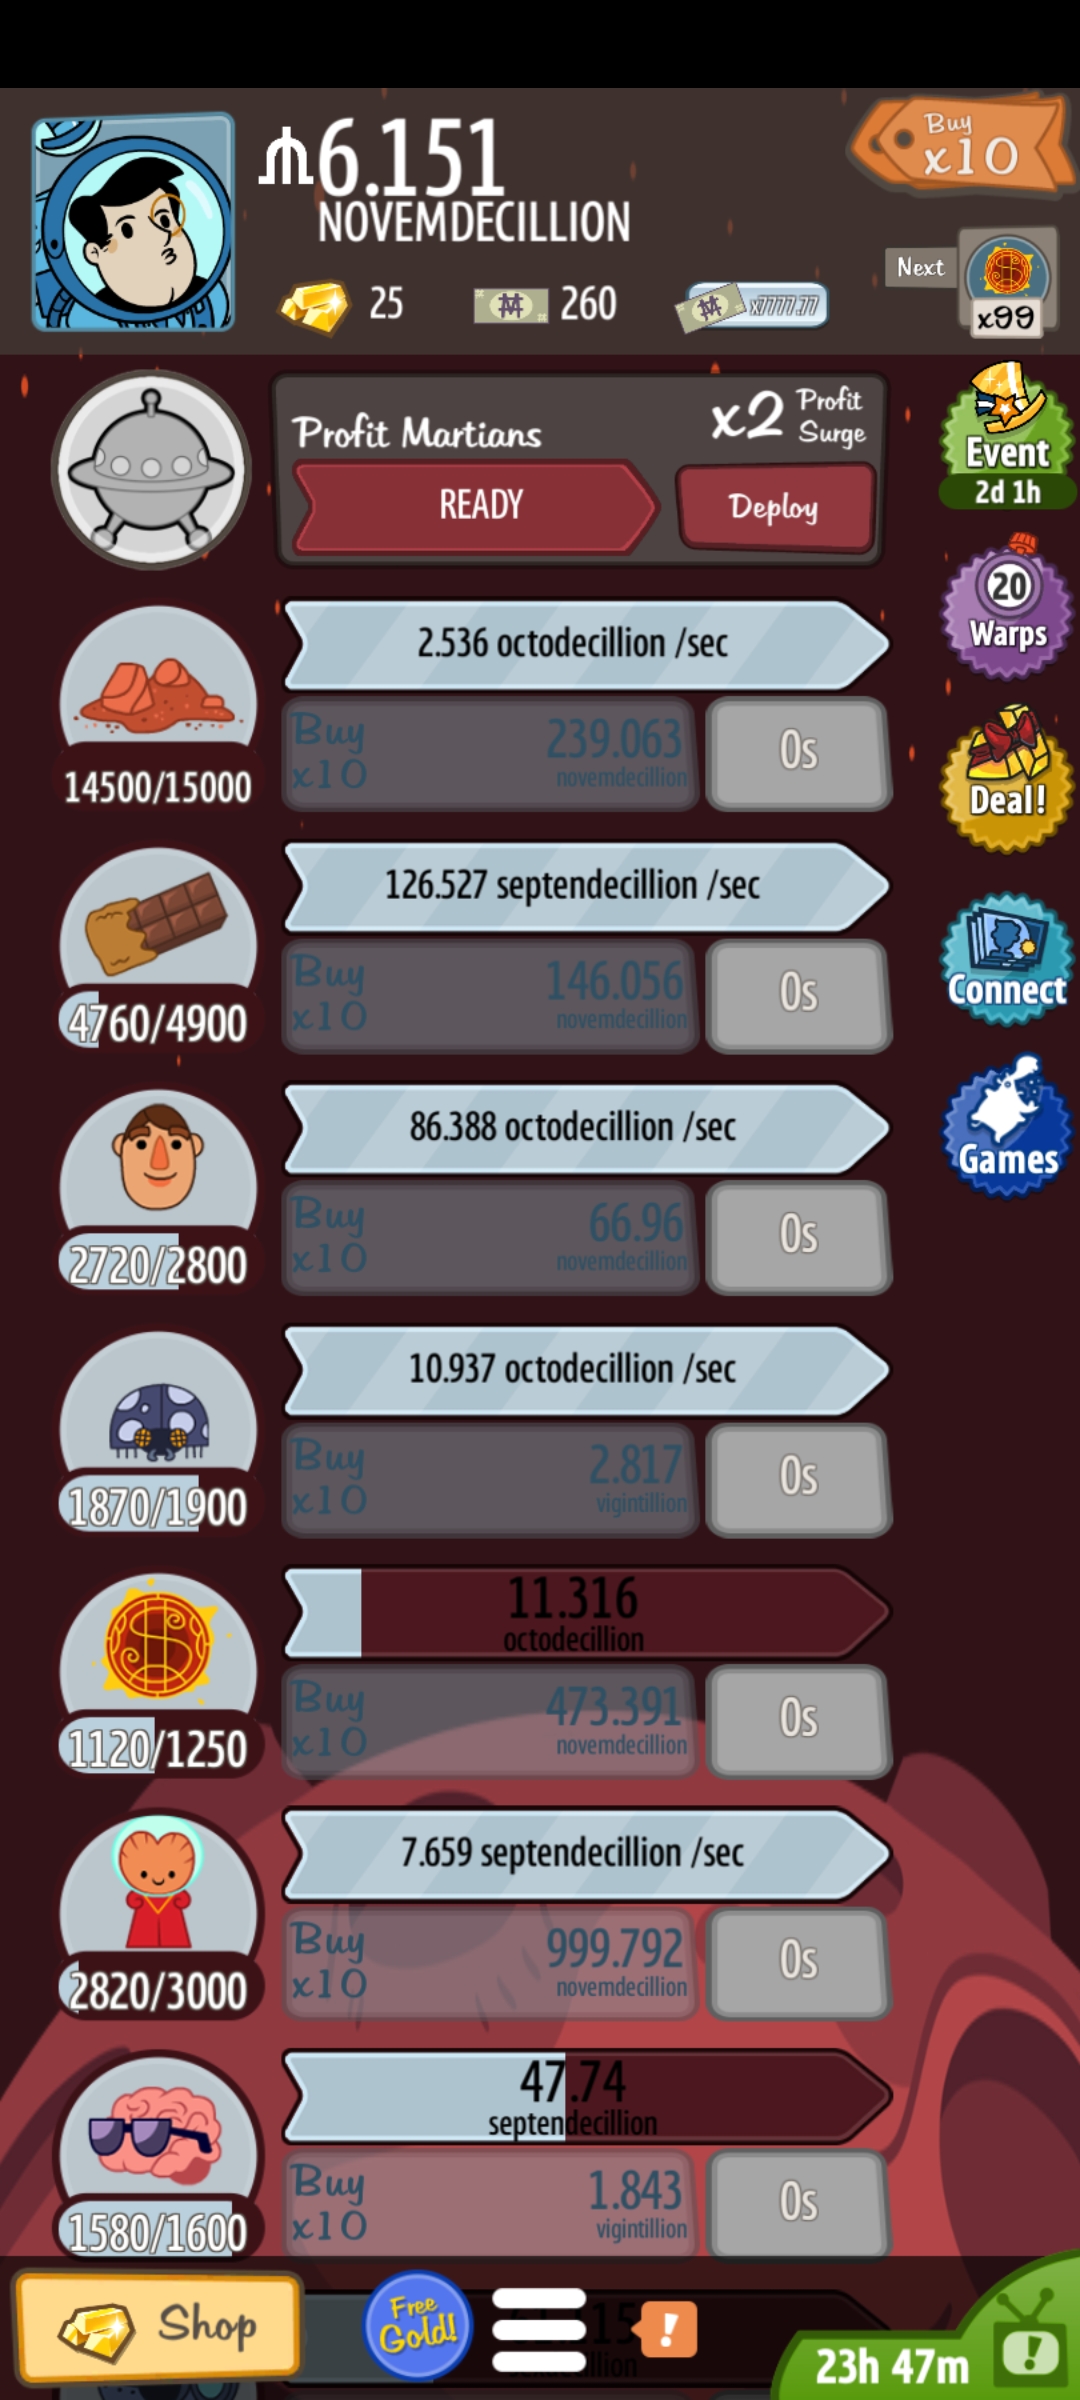 6.151
NOVEMDECILLION
Buy
x10
25
260
x7777.77
Next
x99
Profit Martians
x2 Profit
Surge
READY
Deploy
Event
2d 1h
20
Warps
Deal!
Connect
Games
2.536 octodecillion /sec
Buy
x10
239.063
novemdecillion
0s
14500/15000
126.527 septendecillion /sec
Buy
x10
146.056
novemdecillion
0s
4760/4900
86.388 octodecillion /sec
Buy
x10
66.96
novemdecillion
0s
2720/2800
10.937 octodecillion /sec
Buy
x10
2.817
vigintillion
0s
1870/1900
11.316
octodecillion
Buy
x10
473.391
novemdecillion
0s
1120/1250
7.659 septendecillion /sec
Buy
x10
999.792
novemdecillion
0s
2820/3000
47.74
septendecillion
Buy
x10
1.843
vigintillion
0s
1580/1600
Shop
Free
Gold!
!
23h 47m
!